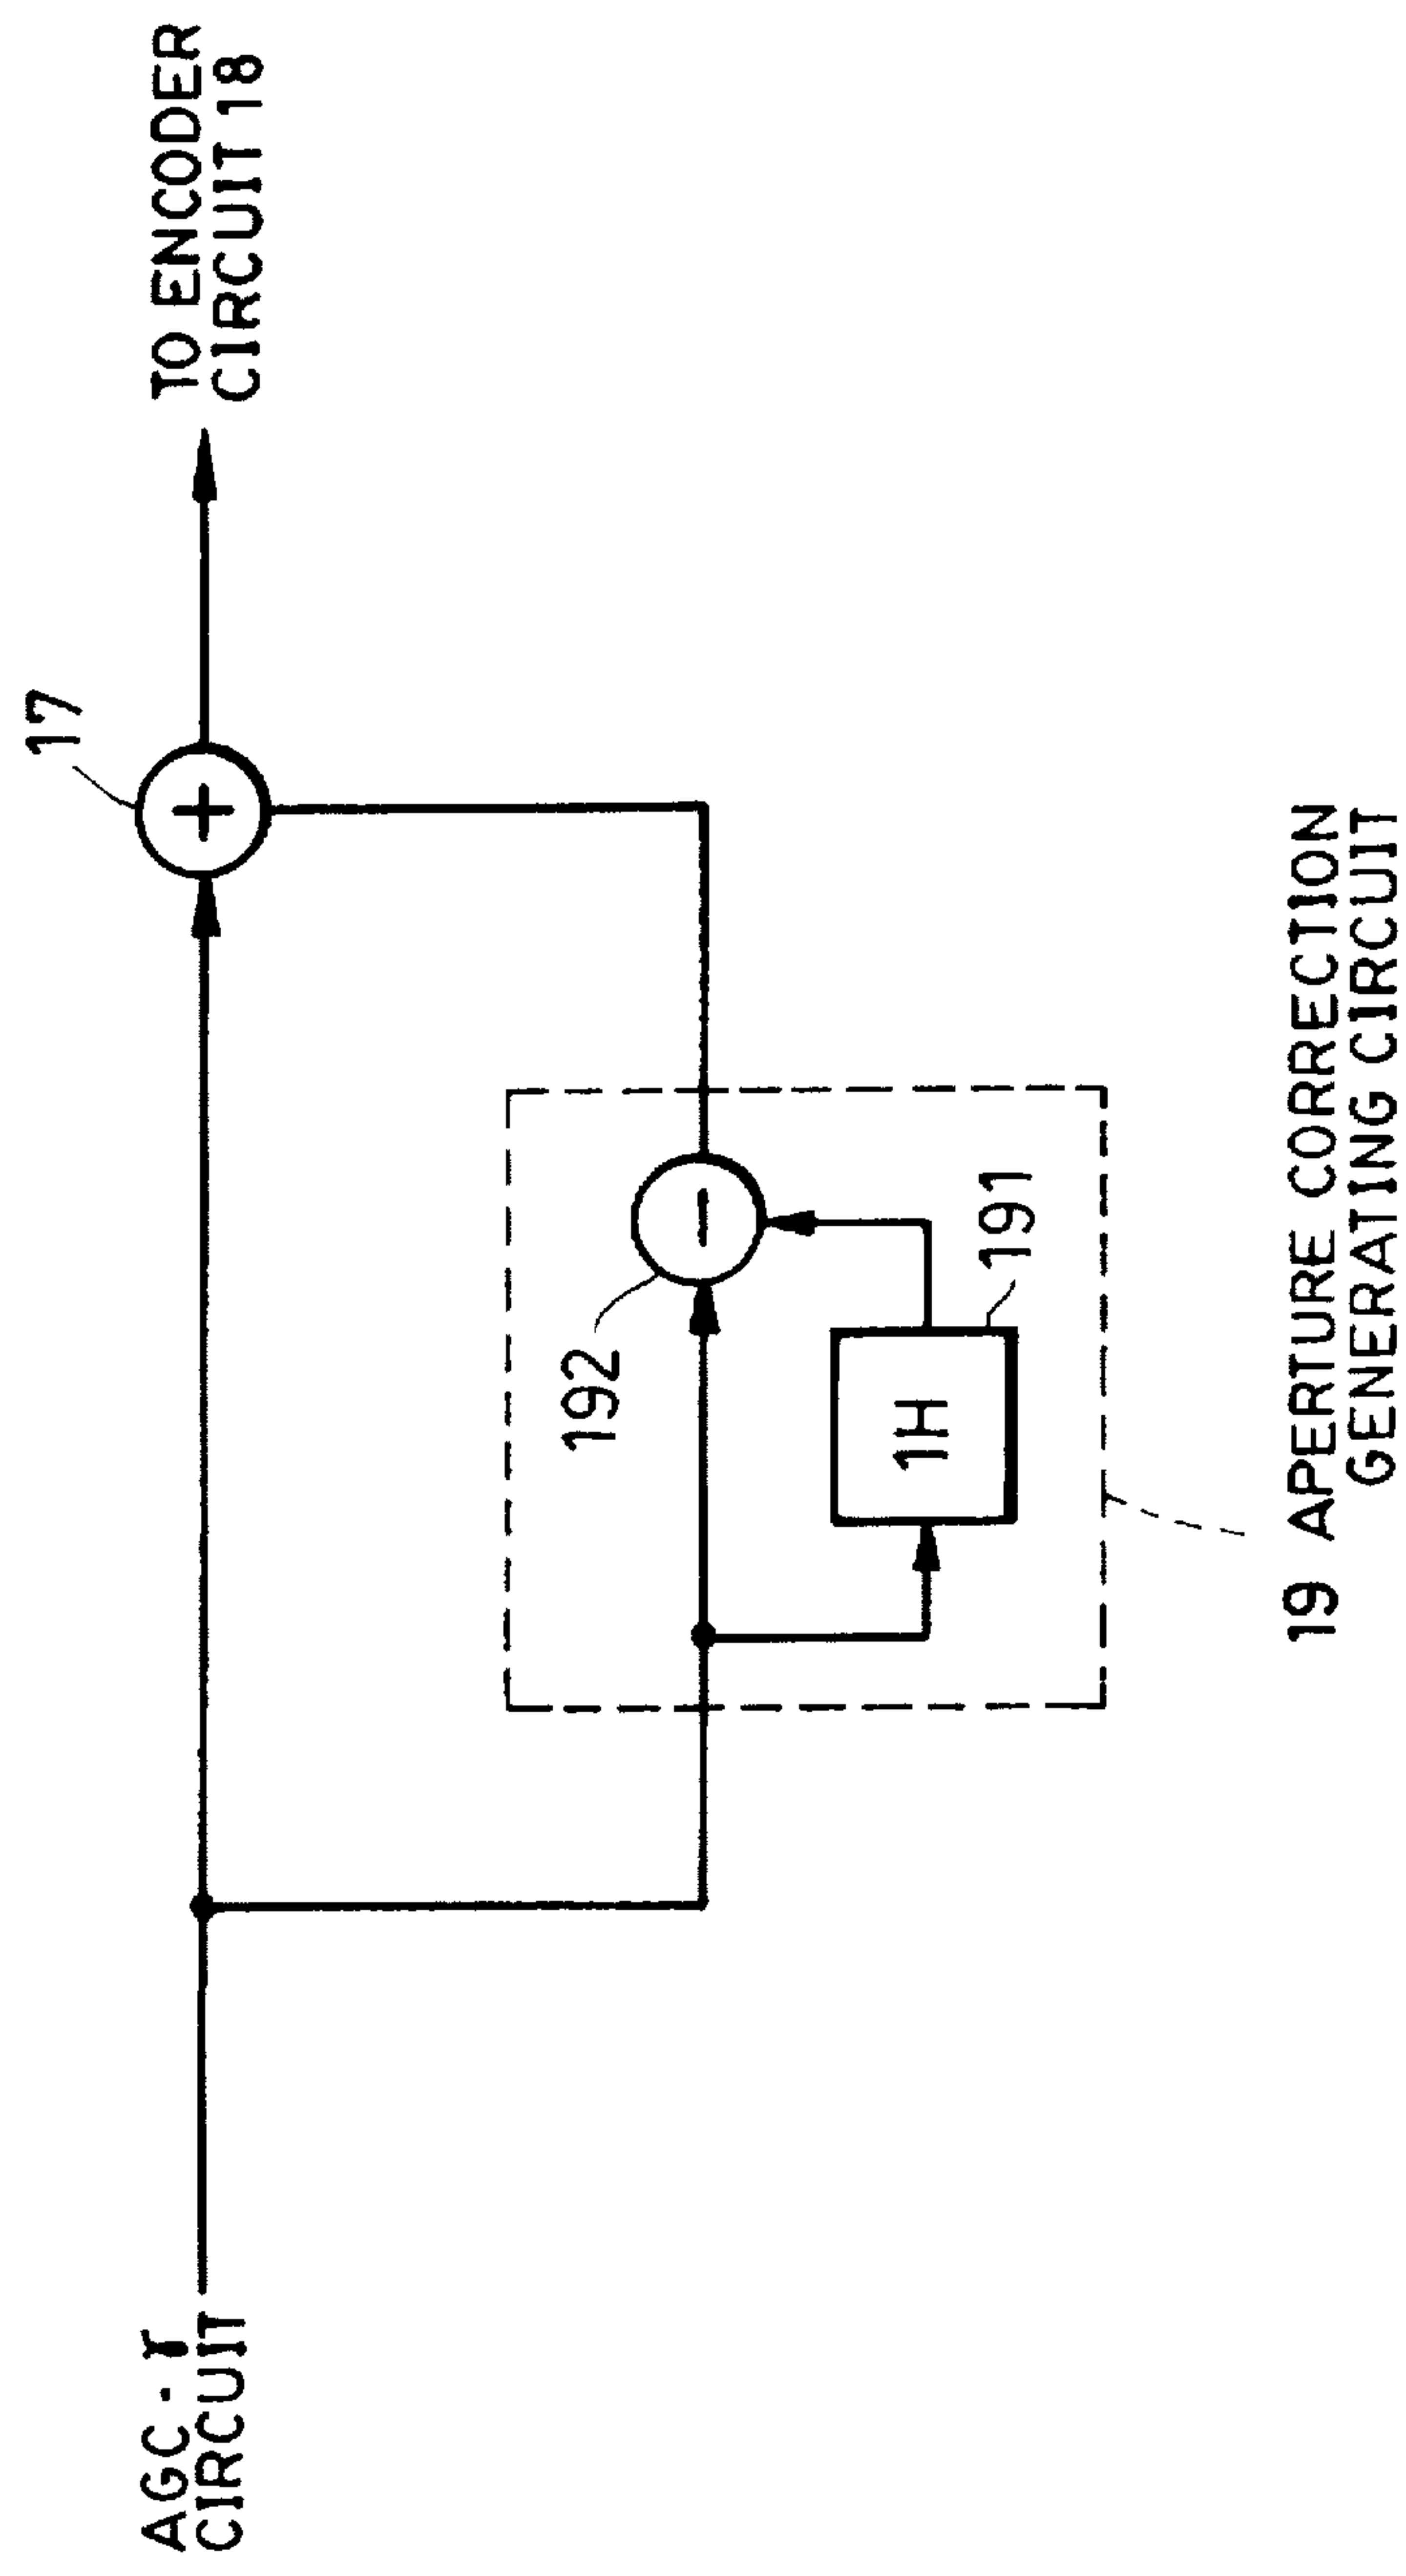 AGC-γ
CIRCUIT
17
TO ENCODER
CIRCUIT 18
192
1H
191
19 APERTURE CORRECTION
GENERATING CIRCUIT